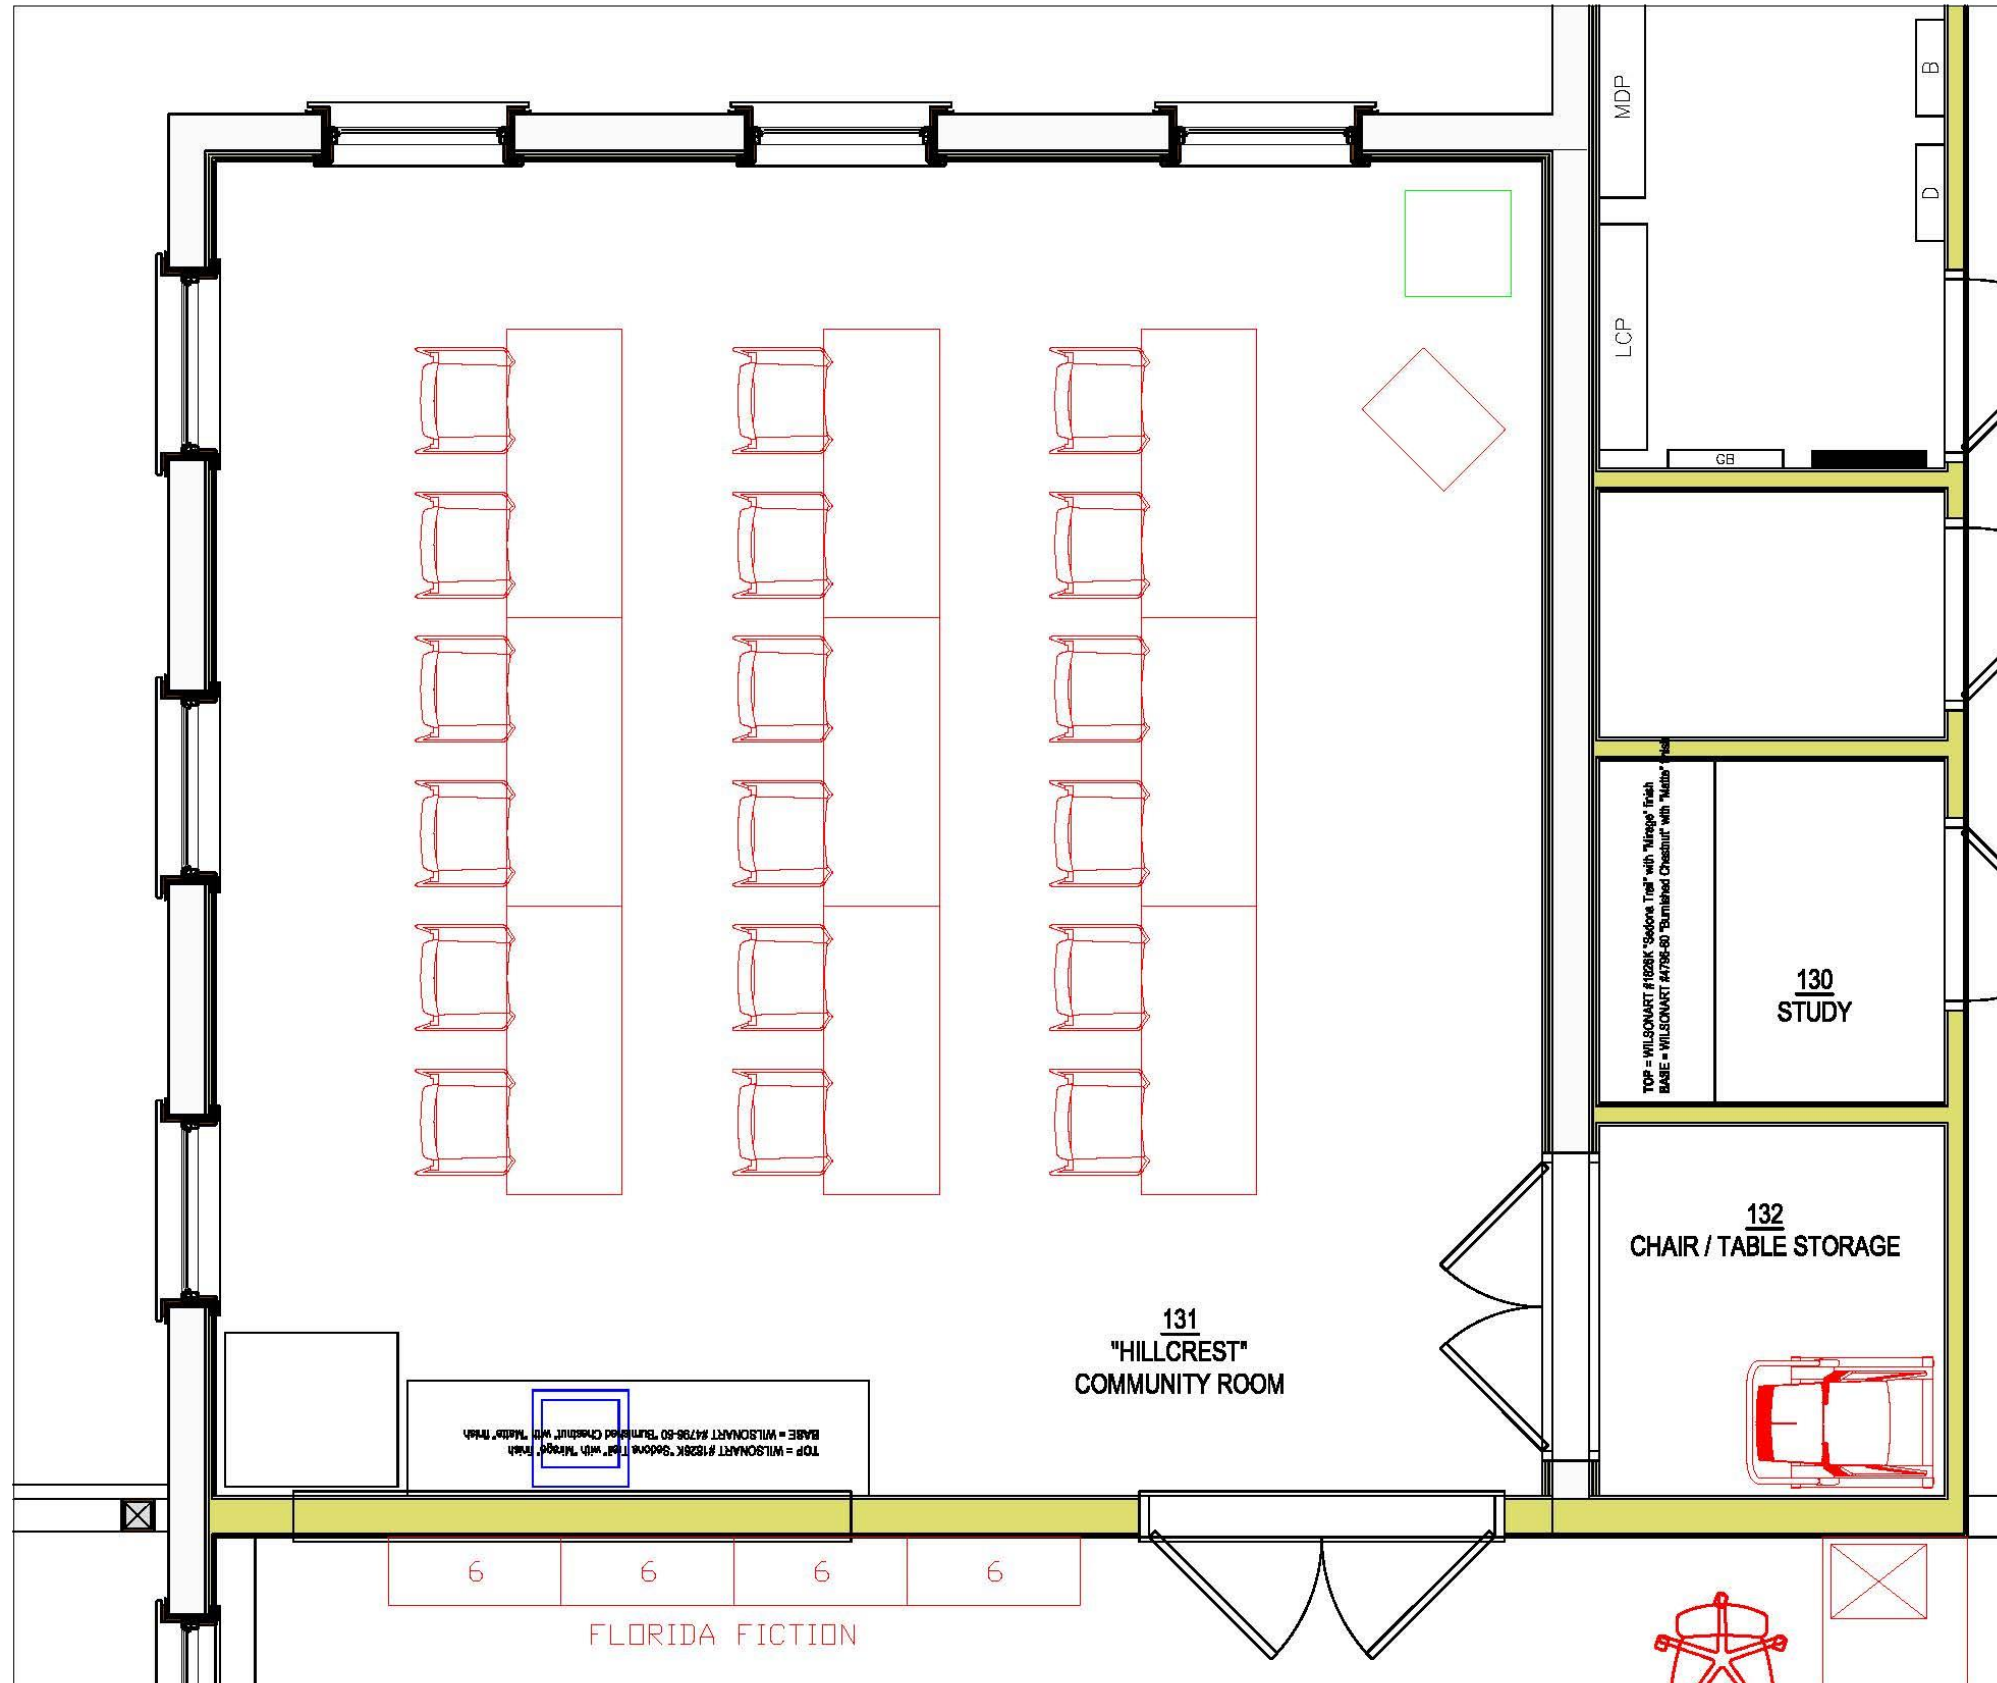 MDP
B
D
LCP
GB
TOP = WILSONART #1826K "Sedona Trail" with "Mirage" finish
BASE = WILSONART #4796-60 "Burnished Chestnut" with "Matte" finish
130
STUDY
132
CHAIR / TABLE STORAGE
131
"HILLCREST"
COMMUNITY ROOM
TOP = WILSONART #1826K "Sedona Trail" with "Mirage" finish
BASE = WILSONART #4796-60 "Burnished Chestnut" with "Matte" finish
6 6 6 6
FLORIDA FICTION